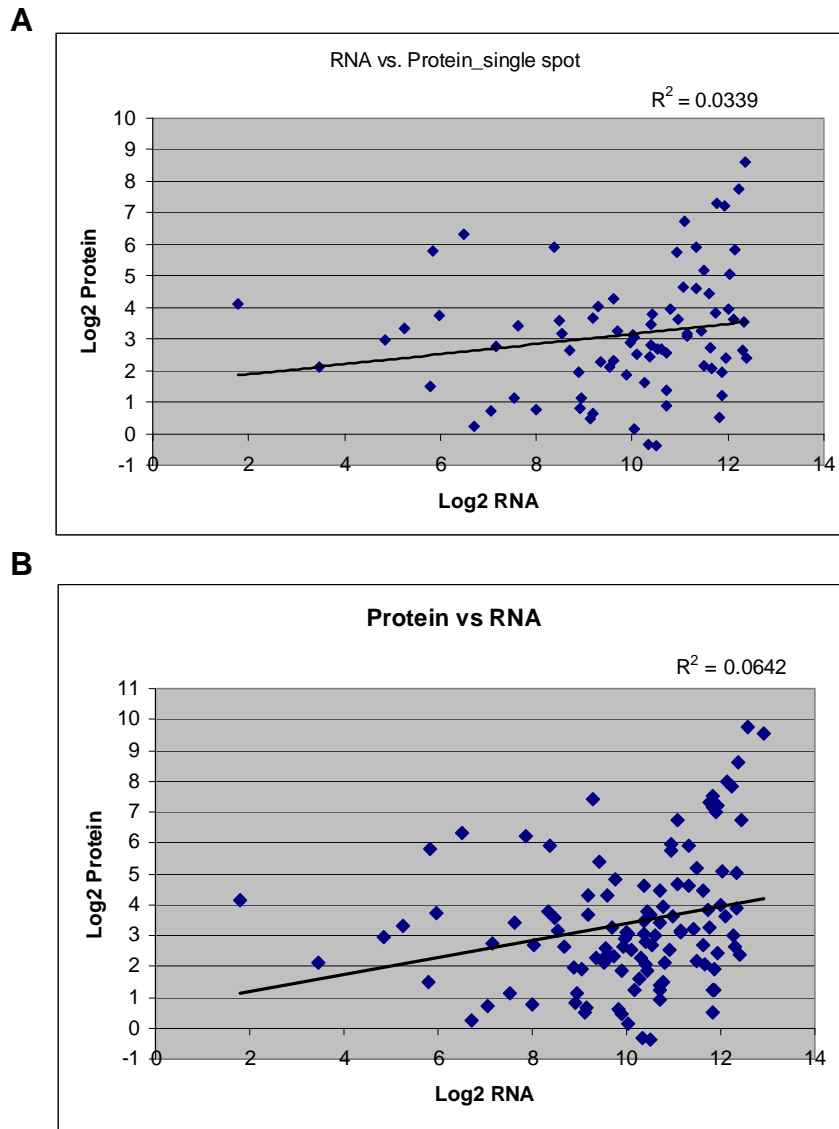 A
RNA vs. Protein_single spot
R² = 0.0339
10
9
8
7
6
5
4
3
2
1
0
-1
0 2 4 6 8 10 12 14
Log2 Protein
Log2 RNA
B
Protein vs RNA
R² = 0.0642
11
10
9
8
7
6
5
4
3
2
1
0
-1
0 2 4 6 8 10 12 14
Log2 Protein
Log2 RNA